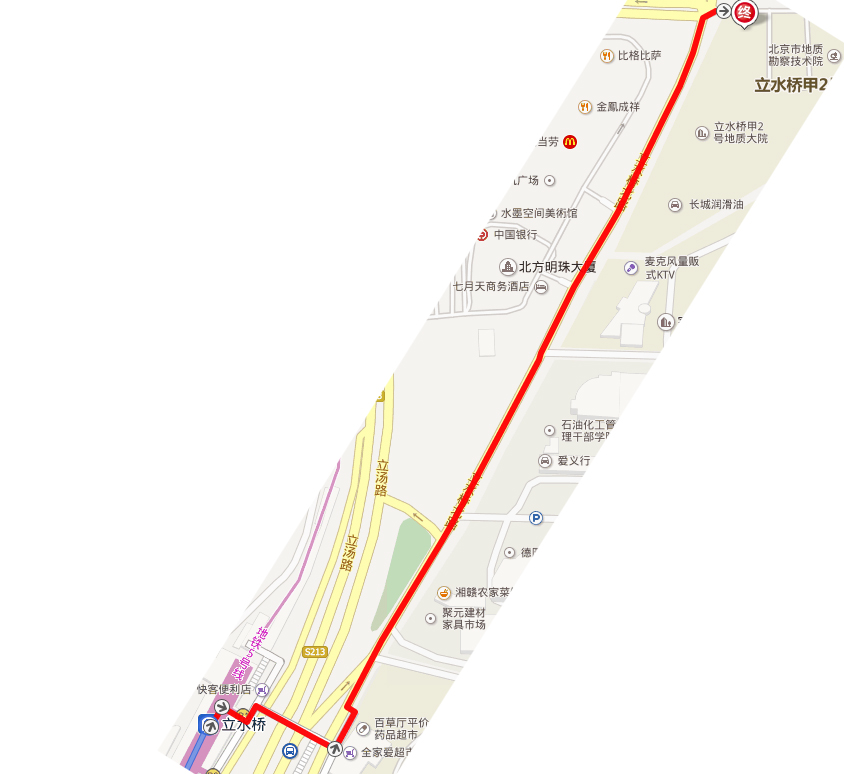 终
比格比萨
北京市地质
勘察技术院
立水桥甲2
金鳳成祥
立水桥甲2
号地质大院
当劳
广场
长城润滑油
水墨空间美術馆
中国银行
麦克风量贩
式KTV
北方明珠大厦
七月天商务酒店
石油化工管
理干部学
爱义行
立汤路
P
立汤路
德
湘赣农家菜
聚元建材
家具市场
地铁5号线
S213
快客便利店
立水桥
百草厅平价
药品超市
全家爱超市